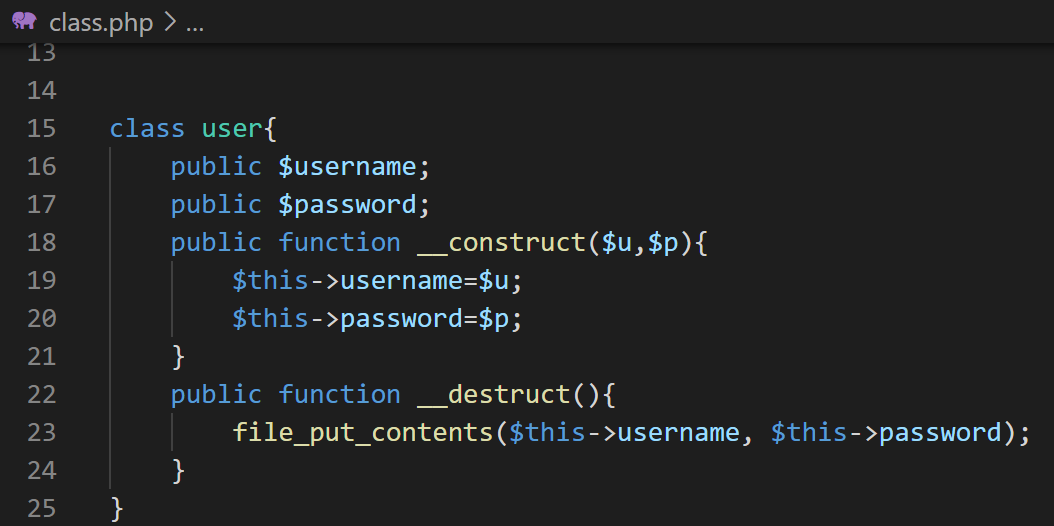 class.php > ...
13
14
15 class user{
16     public $username;
17     public $password;
18     public function __construct($u,$p){
19         $this->username=$u;
20         $this->password=$p;
21     }
22     public function __destruct(){
23         file_put_contents($this->username, $this->password);
24     }
25 }